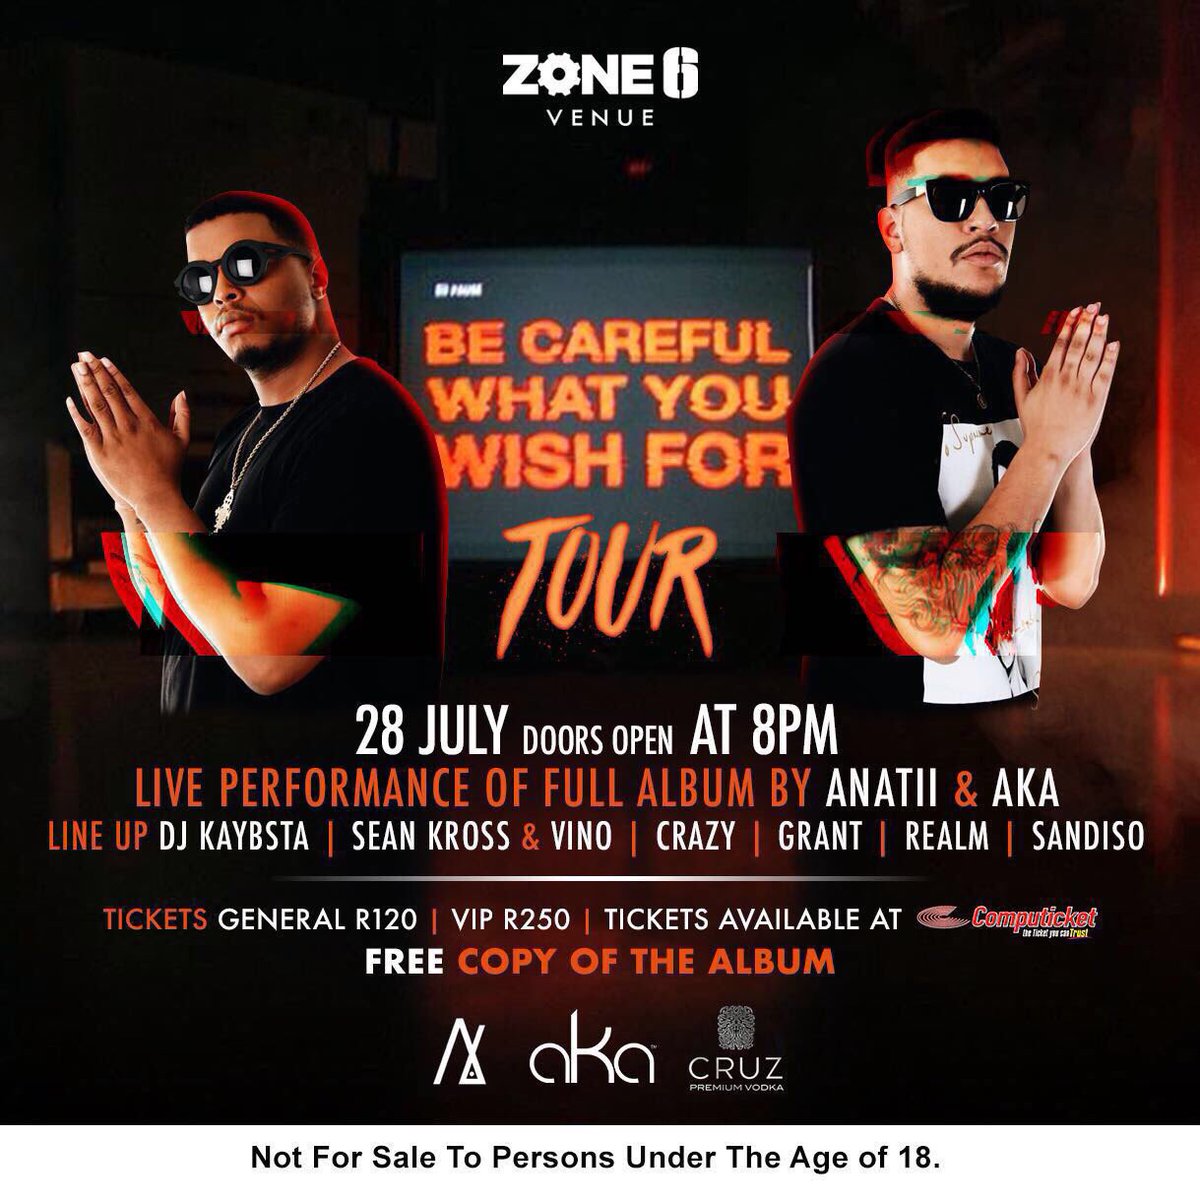 ZONE 6
VENUE
BE CAREFUL
WHAT YOU
WISH FOR
TOUR
Supreme
28 JULY DOORS OPEN AT 8PM
LIVE PERFORMANCE OF FULL ALBUM BY ANATII & AKA
LINE UP DJ KAYBSTA | SEAN KROSS & VINO | CRAZY | GRANT | REALM | SANDISO
TICKETS GENERAL R120 | VIP R250 | TICKETS AVAILABLE AT Computicket
the Ticket you can Trust
FREE COPY OF THE ALBUM
aKa
CRUZ
PREMIUM VODKA
Not For Sale To Persons Under The Age of 18.